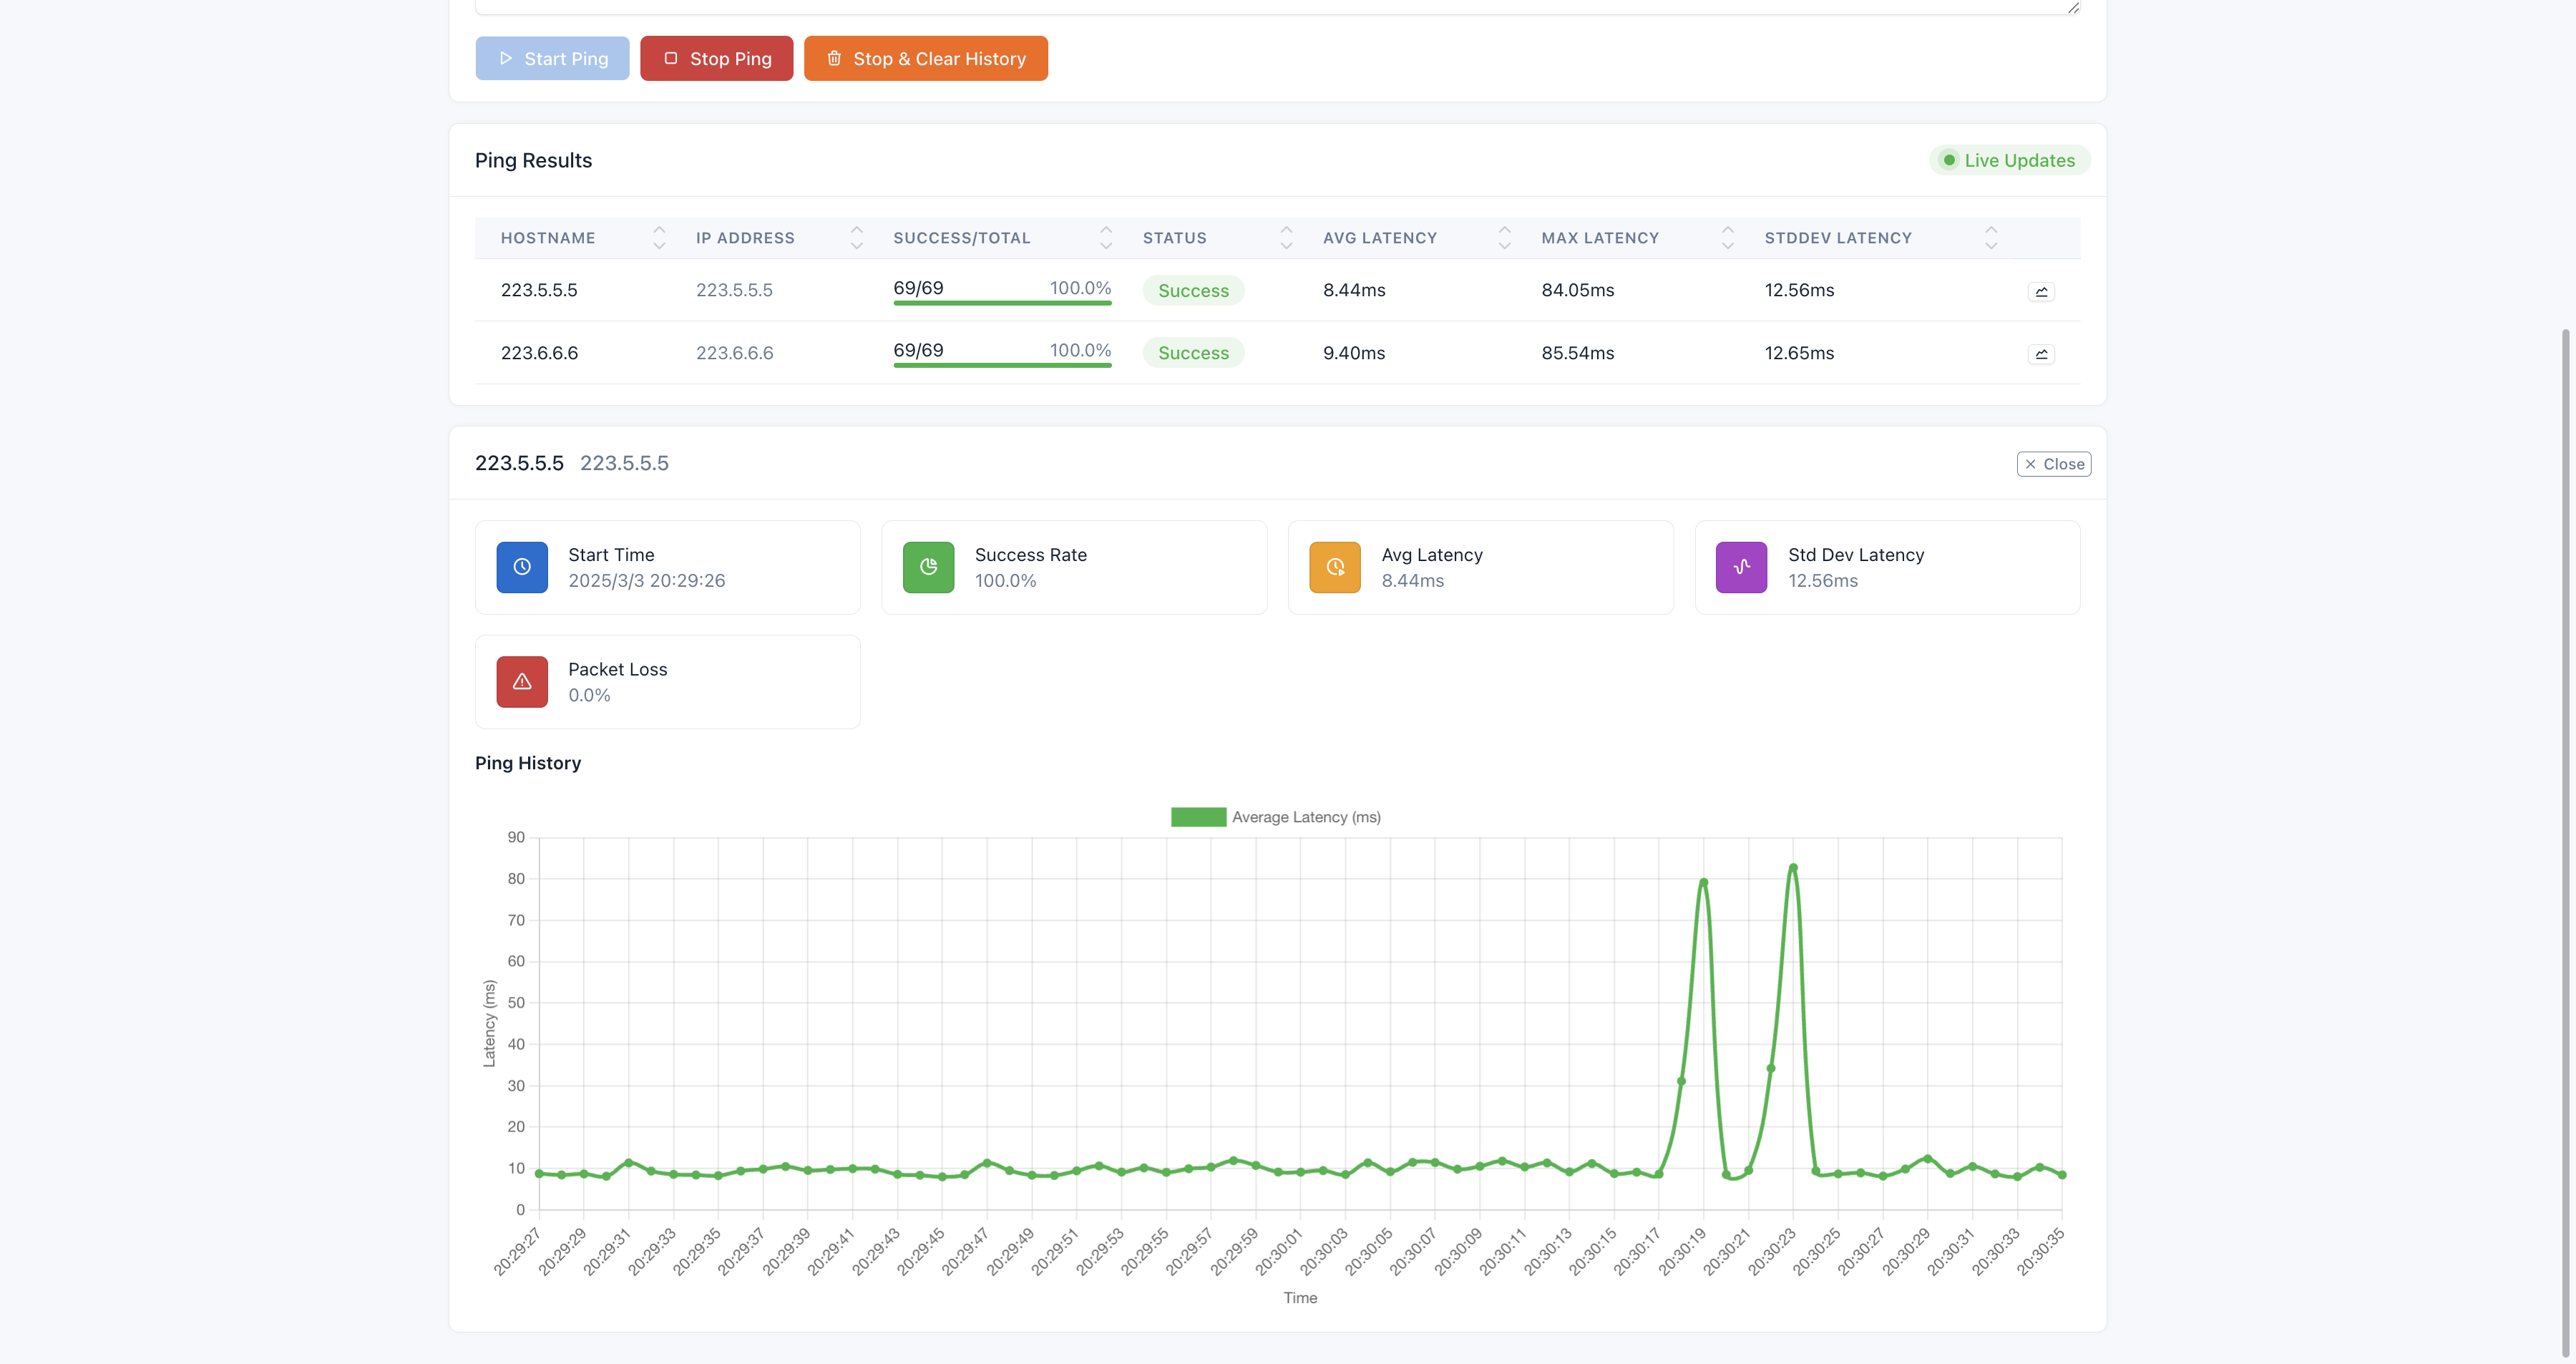 Start Ping
Stop Ping
Stop & Clear History
Ping Results
Live Updates
HOSTNAME IP ADDRESS SUCCESS/TOTAL STATUS AVG LATENCY MAX LATENCY STDDEV LATENCY
223.5.5.5 223.5.5.5 69/69 100.0% Success 8.44ms 84.05ms 12.56ms
223.6.6.6 223.6.6.6 69/69 100.0% Success 9.40ms 85.54ms 12.65ms
223.5.5.5 223.5.5.5
Close
Start Time
2025/3/3 20:29:26
Success Rate
100.0%
Avg Latency
8.44ms
Std Dev Latency
12.56ms
Packet Loss
0.0%
Ping History
Average Latency (ms)
Latency (ms)
90
80
70
60
50
40
30
20
10
0
20:29:27
20:29:29
20:29:31
20:29:33
20:29:35
20:29:37
20:29:39
20:29:41
20:29:43
20:29:45
20:29:47
20:29:49
20:29:51
20:29:53
20:29:55
20:29:57
20:29:59
20:30:01
20:30:03
20:30:05
20:30:07
20:30:09
20:30:11
20:30:13
20:30:15
20:30:17
20:30:19
20:30:21
20:30:23
20:30:25
20:30:27
20:30:29
20:30:31
20:30:33
20:30:35
Time